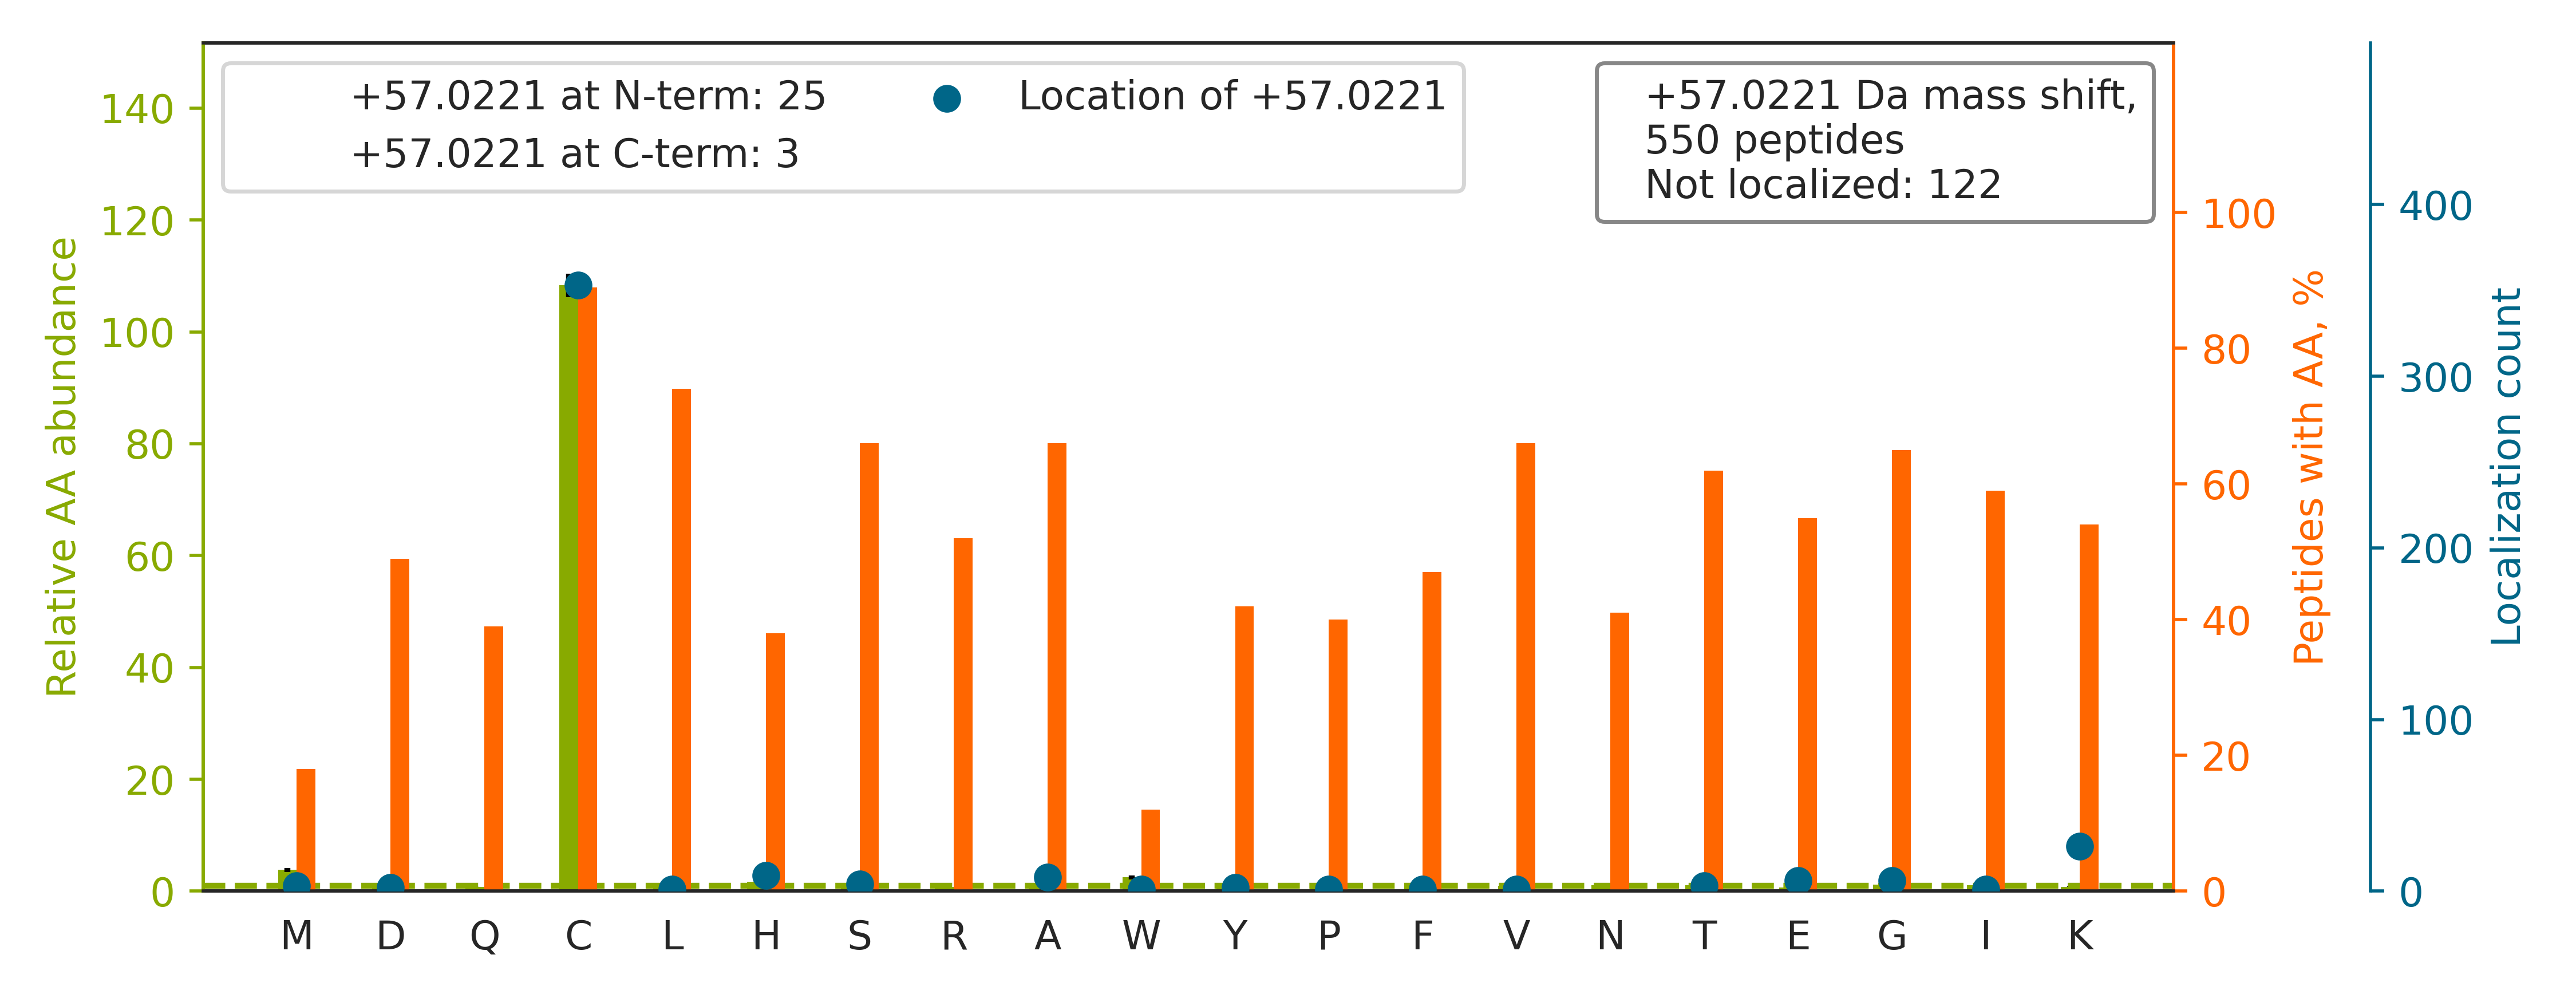 +57.0221 at N-term: 25
+57.0221 at C-term: 3
Location of +57.0221
+57.0221 Da mass shift,
550 peptides
Not localized: 122
Relative AA abundance
140
120
100
80
60
40
20
0
100
80
60
40
20
0
Peptides with AA, %
400
300
200
100
0
Localization count
M D Q C L H S R A W Y P F V N T E G I K